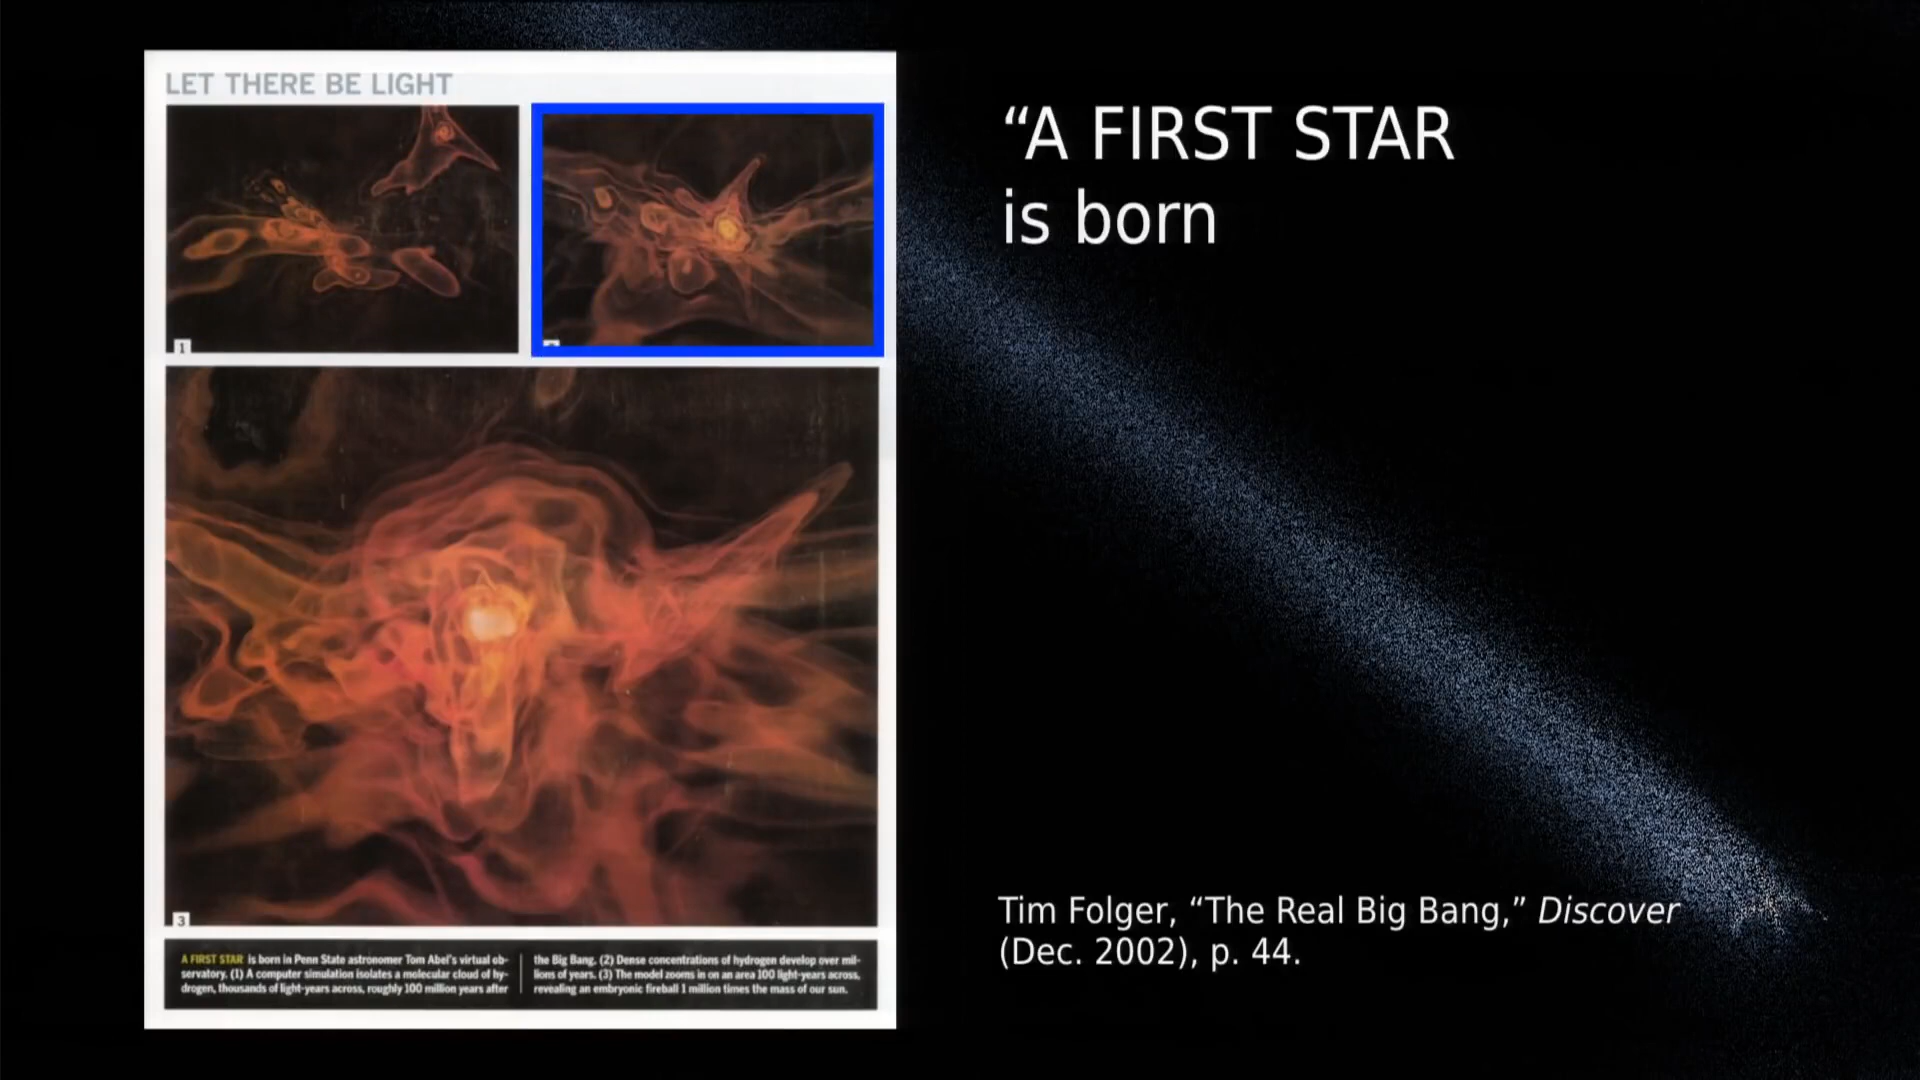 LET THERE BE LIGHT
1
3
A FIRST STAR is born in Penn State astronomer Tom Abel's virtual ob-
servatory. (1) A computer simulation isolates a molecular cloud of hy-
drogen, thousands of light-years across, roughly 100 million years after
the Big Bang. (2) Dense concentrations of hydrogen develop over mil-
lions of years. (3) The model zooms in on an area 100 light-years across,
revealing an embryonic fireball 1 million times the mass of our sun.
“A FIRST STAR
is born
Tim Folger, “The Real Big Bang,” Discover
(Dec. 2002), p. 44.